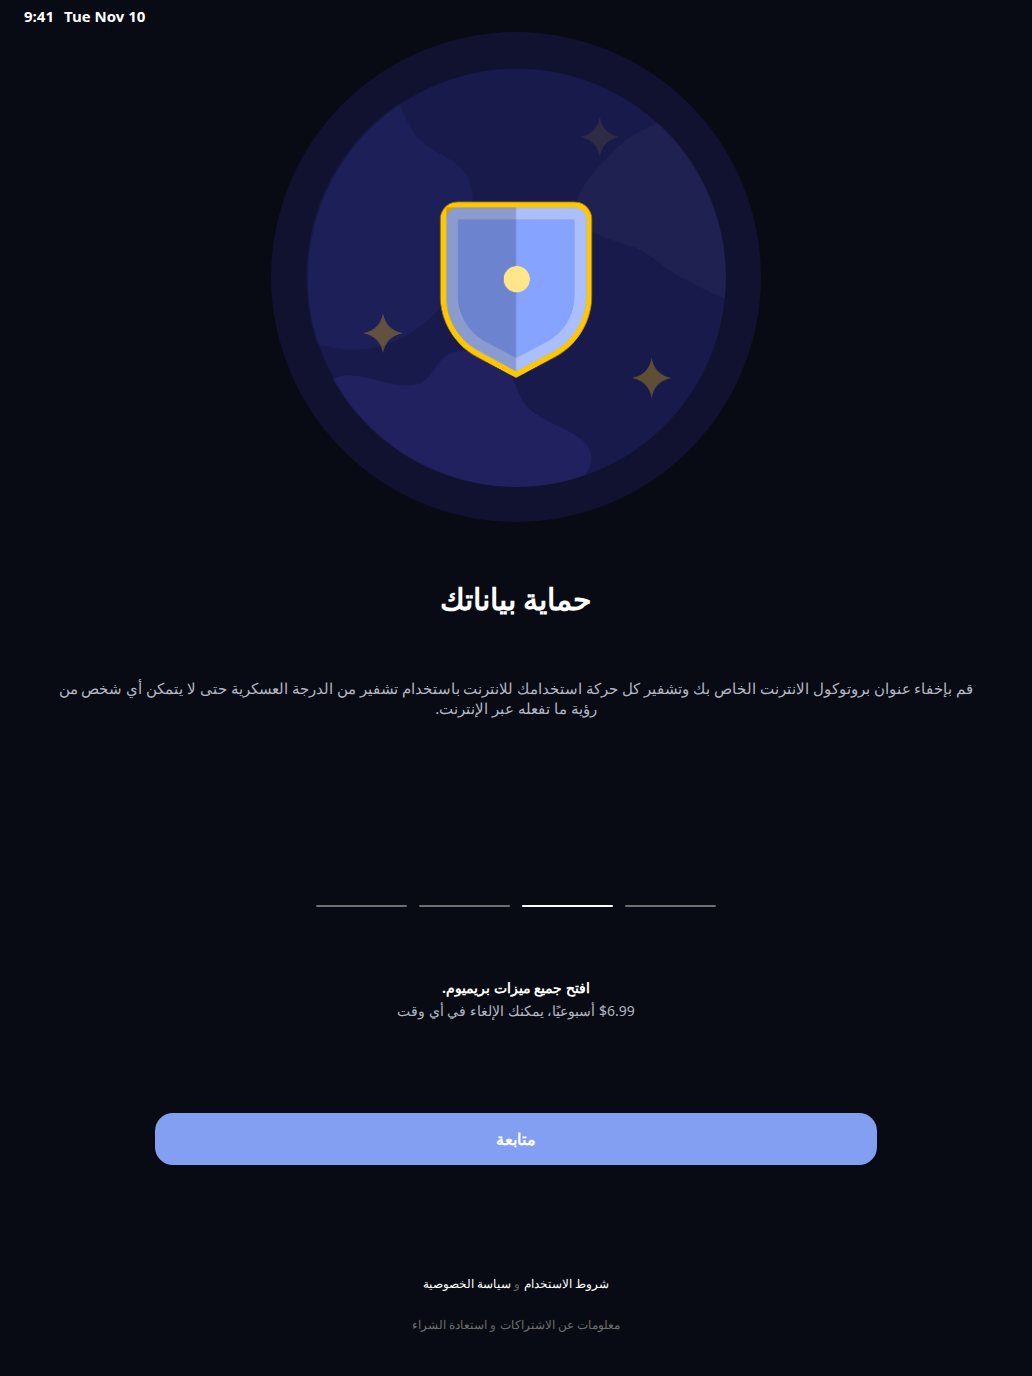 9:41 Tue Nov 10
حماية بياناتك
قم بإخفاء عنوان بروتوكول الانترنت الخاص بك وتشفير كل حركة استخدامك للانترنت باستخدام تشفير من الدرجة العسكرية حتى لا يتمكن أي شخص من
رؤية ما تفعله عبر الإنترنت.
افتح جميع ميزات بريميوم.
$6.99 أسبوعيًا، يمكنك الإلغاء في أي وقت
متابعة
شروط الاستخدام و سياسة الخصوصية
معلومات عن الاشتراكات و استعادة الشراء